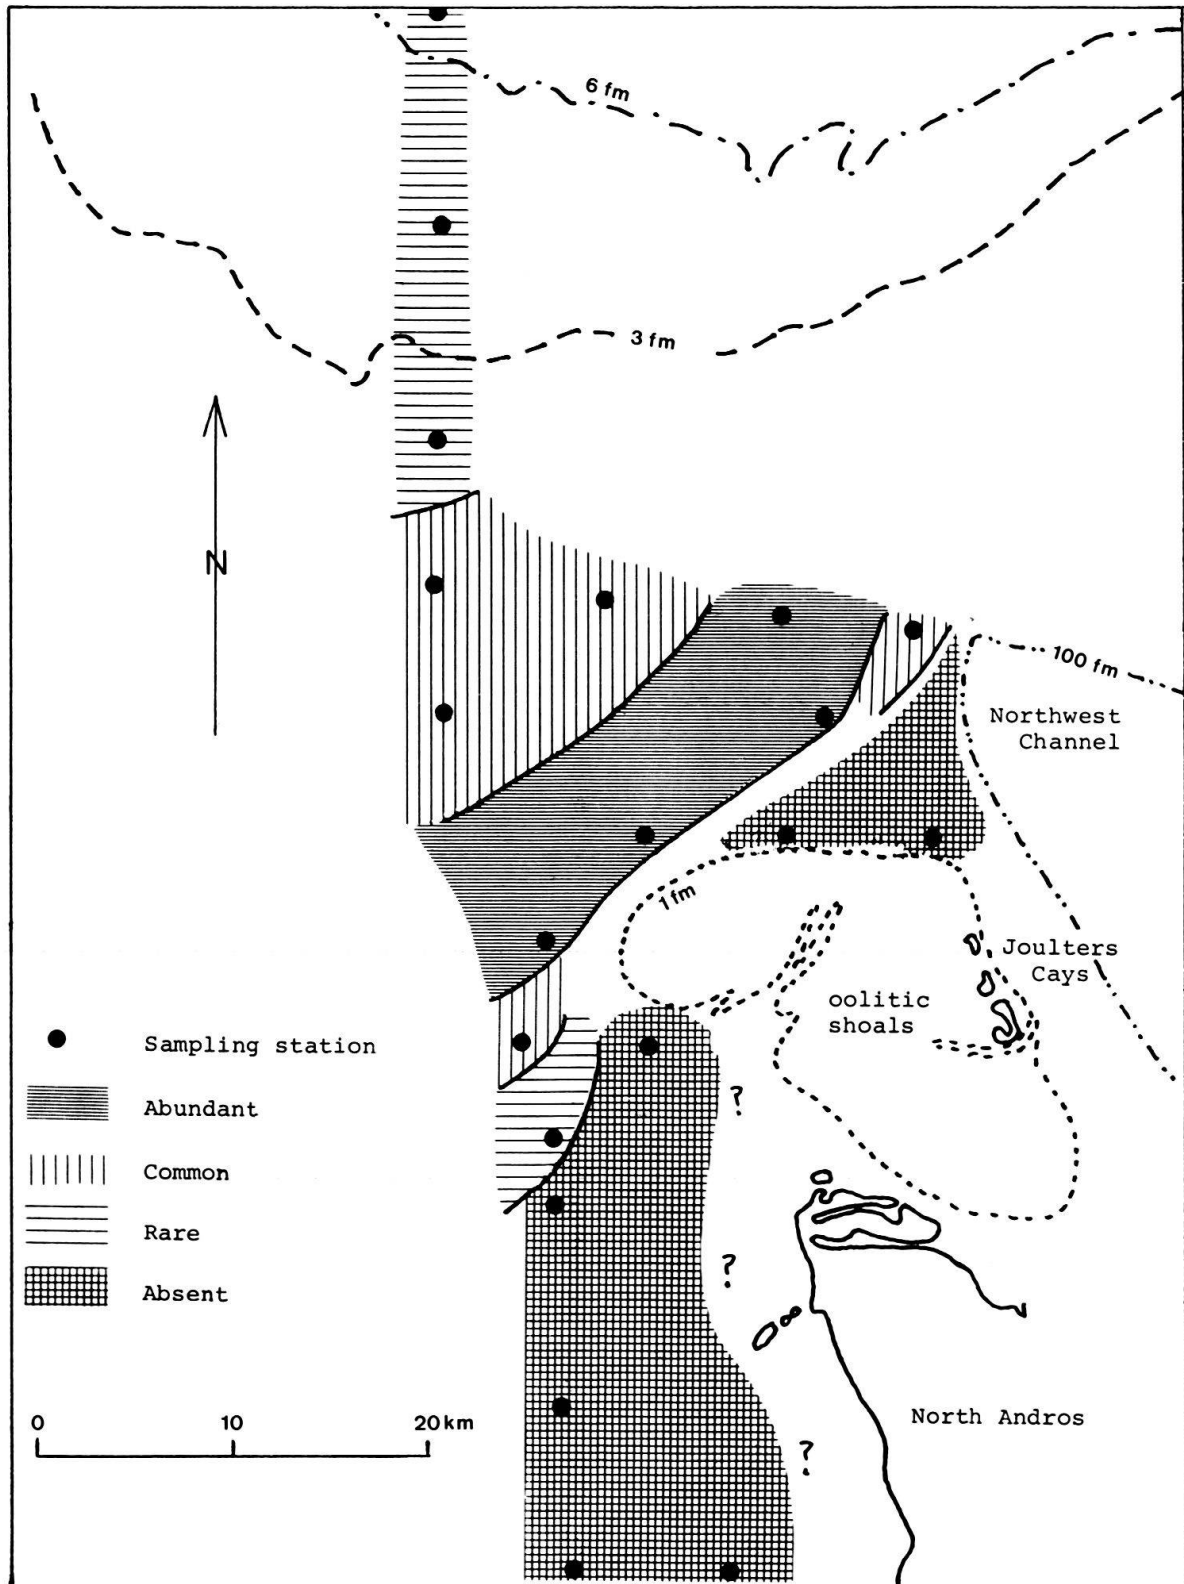 6 fm
3 fm
N
100 fm
Northwest
Channel
1 fm
Joulters
Cays
oolitic
shoals
Sampling station
Abundant
?
Common
Rare
?
Absent
0 10 20 km
North Andros
?